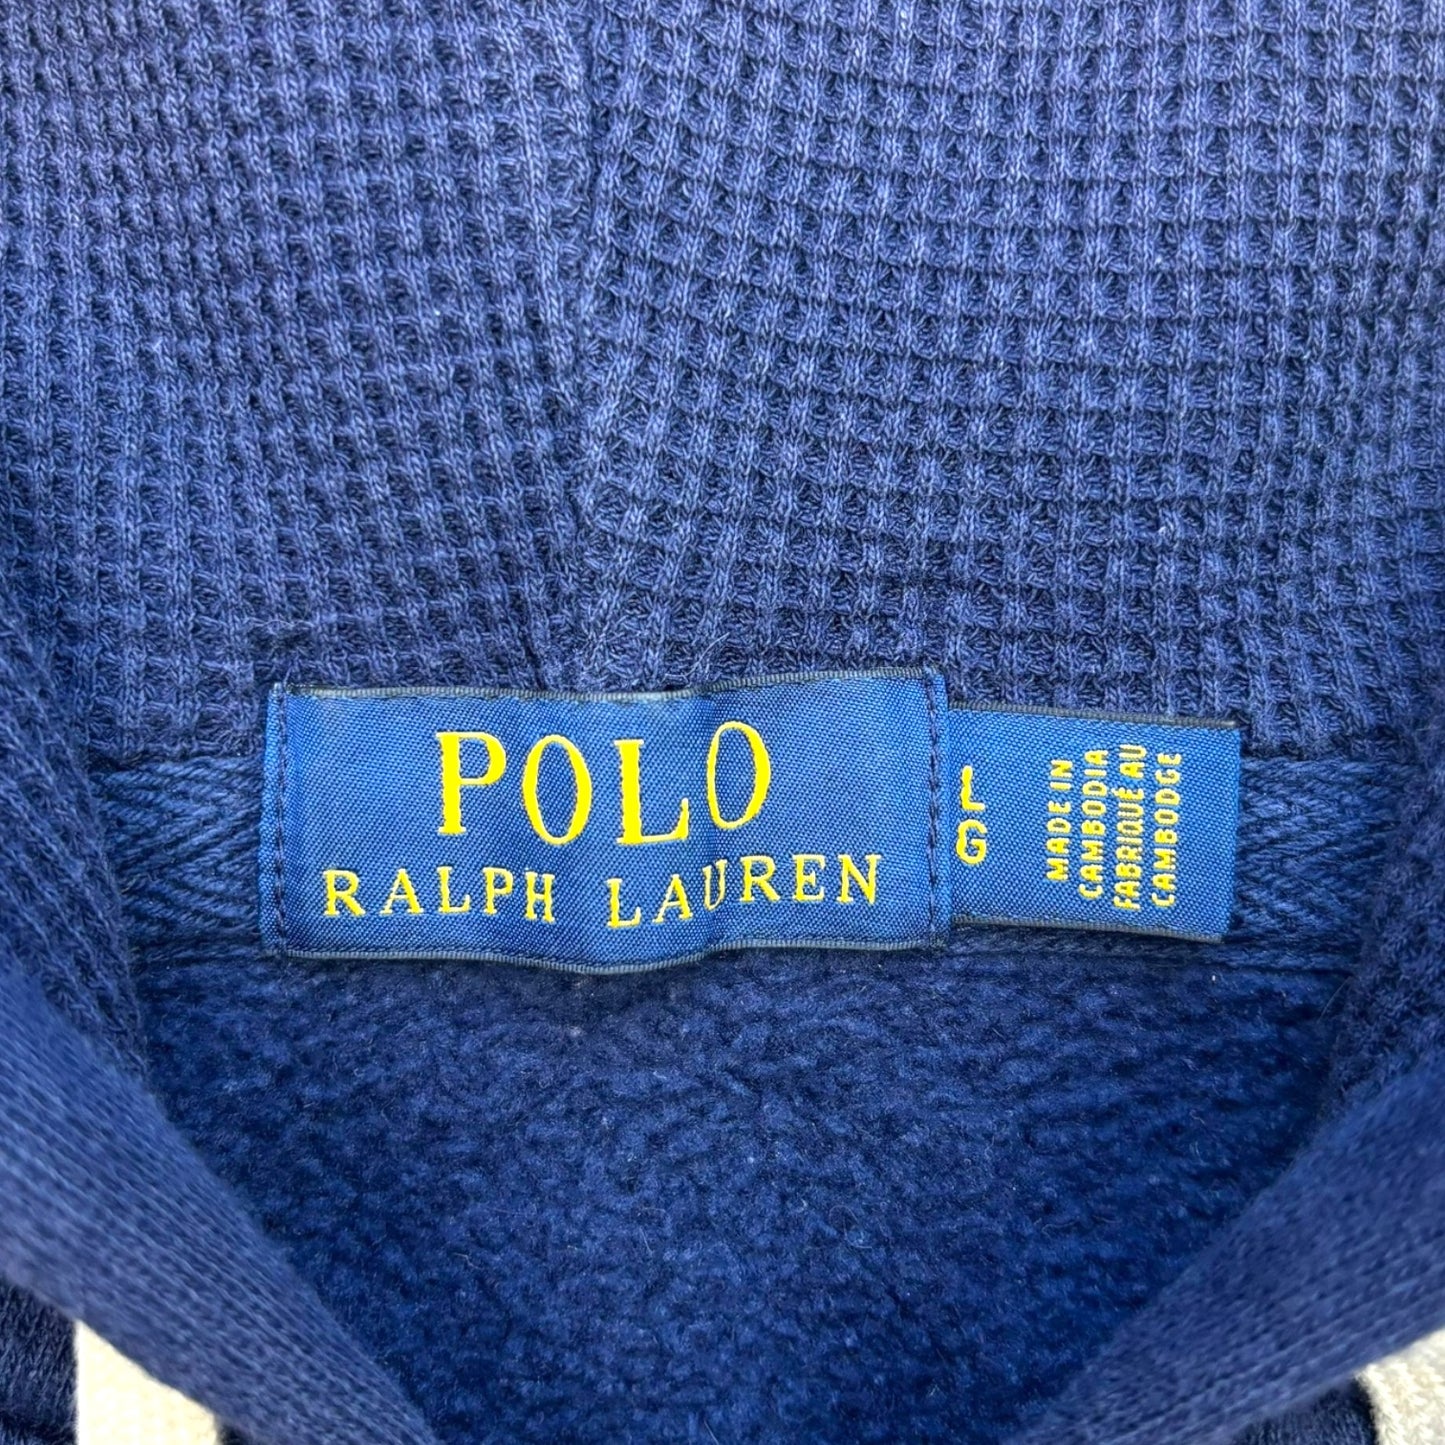 POLO
RALPH LAUREN
L
G
MADE IN
CAMBODIA
FABRIQUÉ AU
CAMBODGE